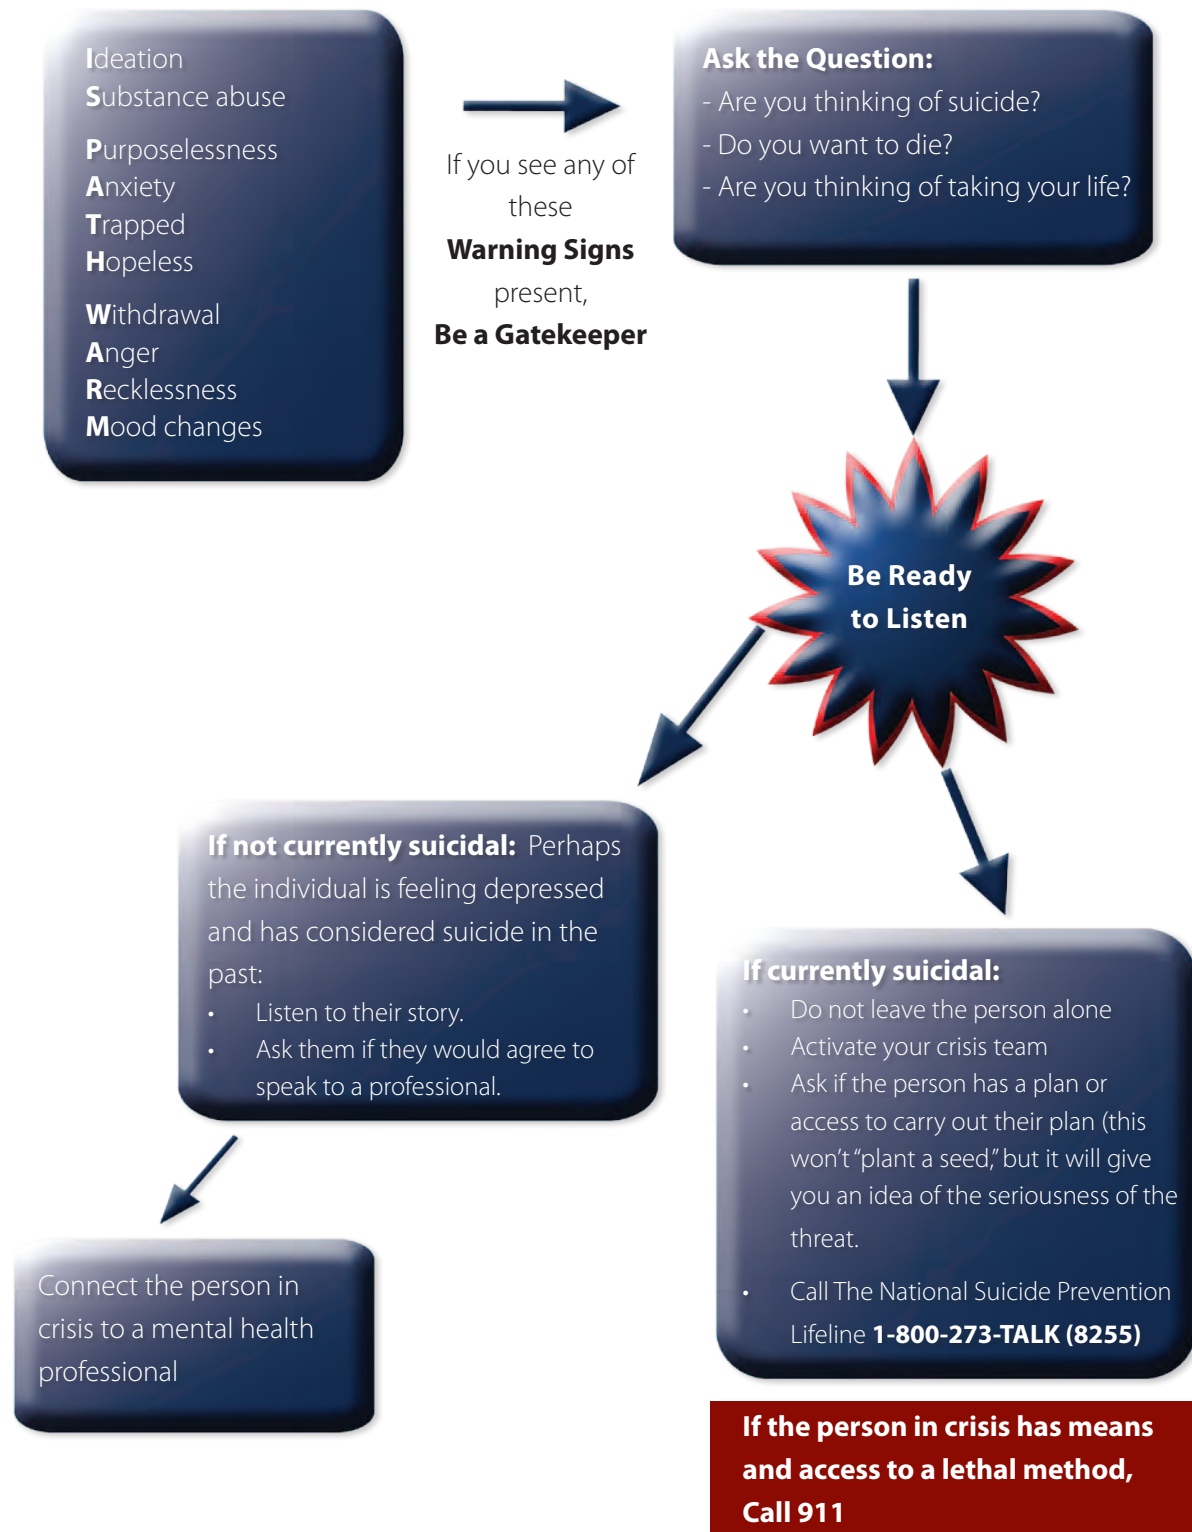 Ideation
Substance abuse
Purposelessness
Anxiety
Trapped
Hopeless
Withdrawal
Anger
Recklessness
Mood changes
If you see any of
these
Warning Signs
present,
Be a Gatekeeper
Ask the Question:
- Are you thinking of suicide?
- Do you want to die?
- Are you thinking of taking your life?
Be Ready
to Listen
If not currently suicidal: Perhaps
the individual is feeling depressed
and has considered suicide in the
past:
• Listen to their story.
• Ask them if they would agree to
speak to a professional.
Connect the person in
crisis to a mental health
professional
If currently suicidal:
• Do not leave the person alone
• Activate your crisis team
• Ask if the person has a plan or
access to carry out their plan (this
won't “plant a seed,” but it will give
you an idea of the seriousness of the
threat.
• Call The National Suicide Prevention
Lifeline 1-800-273-TALK (8255)
If the person in crisis has means
and access to a lethal method,
Call 911